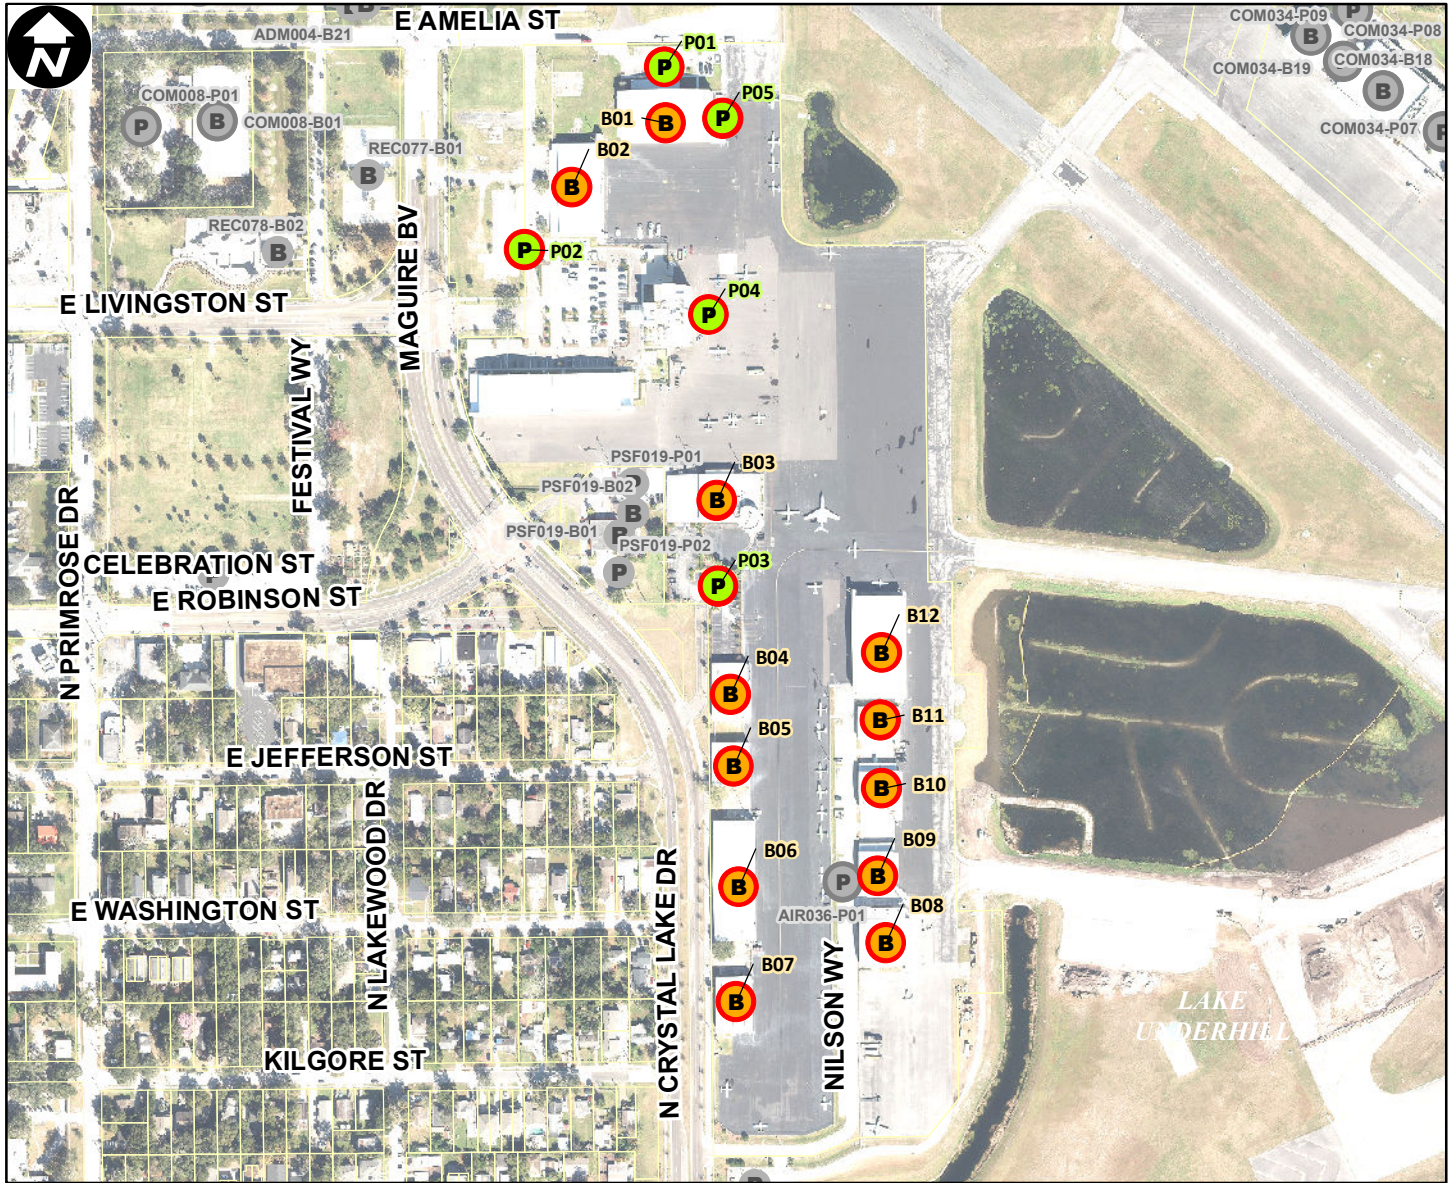 N
E AMELIA ST
ADM004-B21
B
P01
P
COM034-P09
P
B
COM034-P08
COM034-B19
COM034-B18
B
COM034-P07
COM008-P01
P
B
COM008-B01
P05
P
B01
B
REC077-B01
B
B02
B
REC078-B02
B
P
P02
P04
P
E LIVINGSTON ST
MAGUIRE BV
FESTIVAL WY
N PRIMROSE DR
PSF019-P01
P
B03
B
PSF019-B02
B
PSF019-B01
P
PSF019-P02
P
P03
P
CELEBRATION ST
E ROBINSON ST
B12
B
B04
B
B11
B
B05
B
E JEFFERSON ST
B10
B
N LAKEWOOD DR
B06
B
B09
B
P
AIR036-P01
E WASHINGTON ST
N CRYSTAL LAKE DR
B08
B
B07
B
NILSON WY
LAKE
UNDERHILL
KILGORE ST